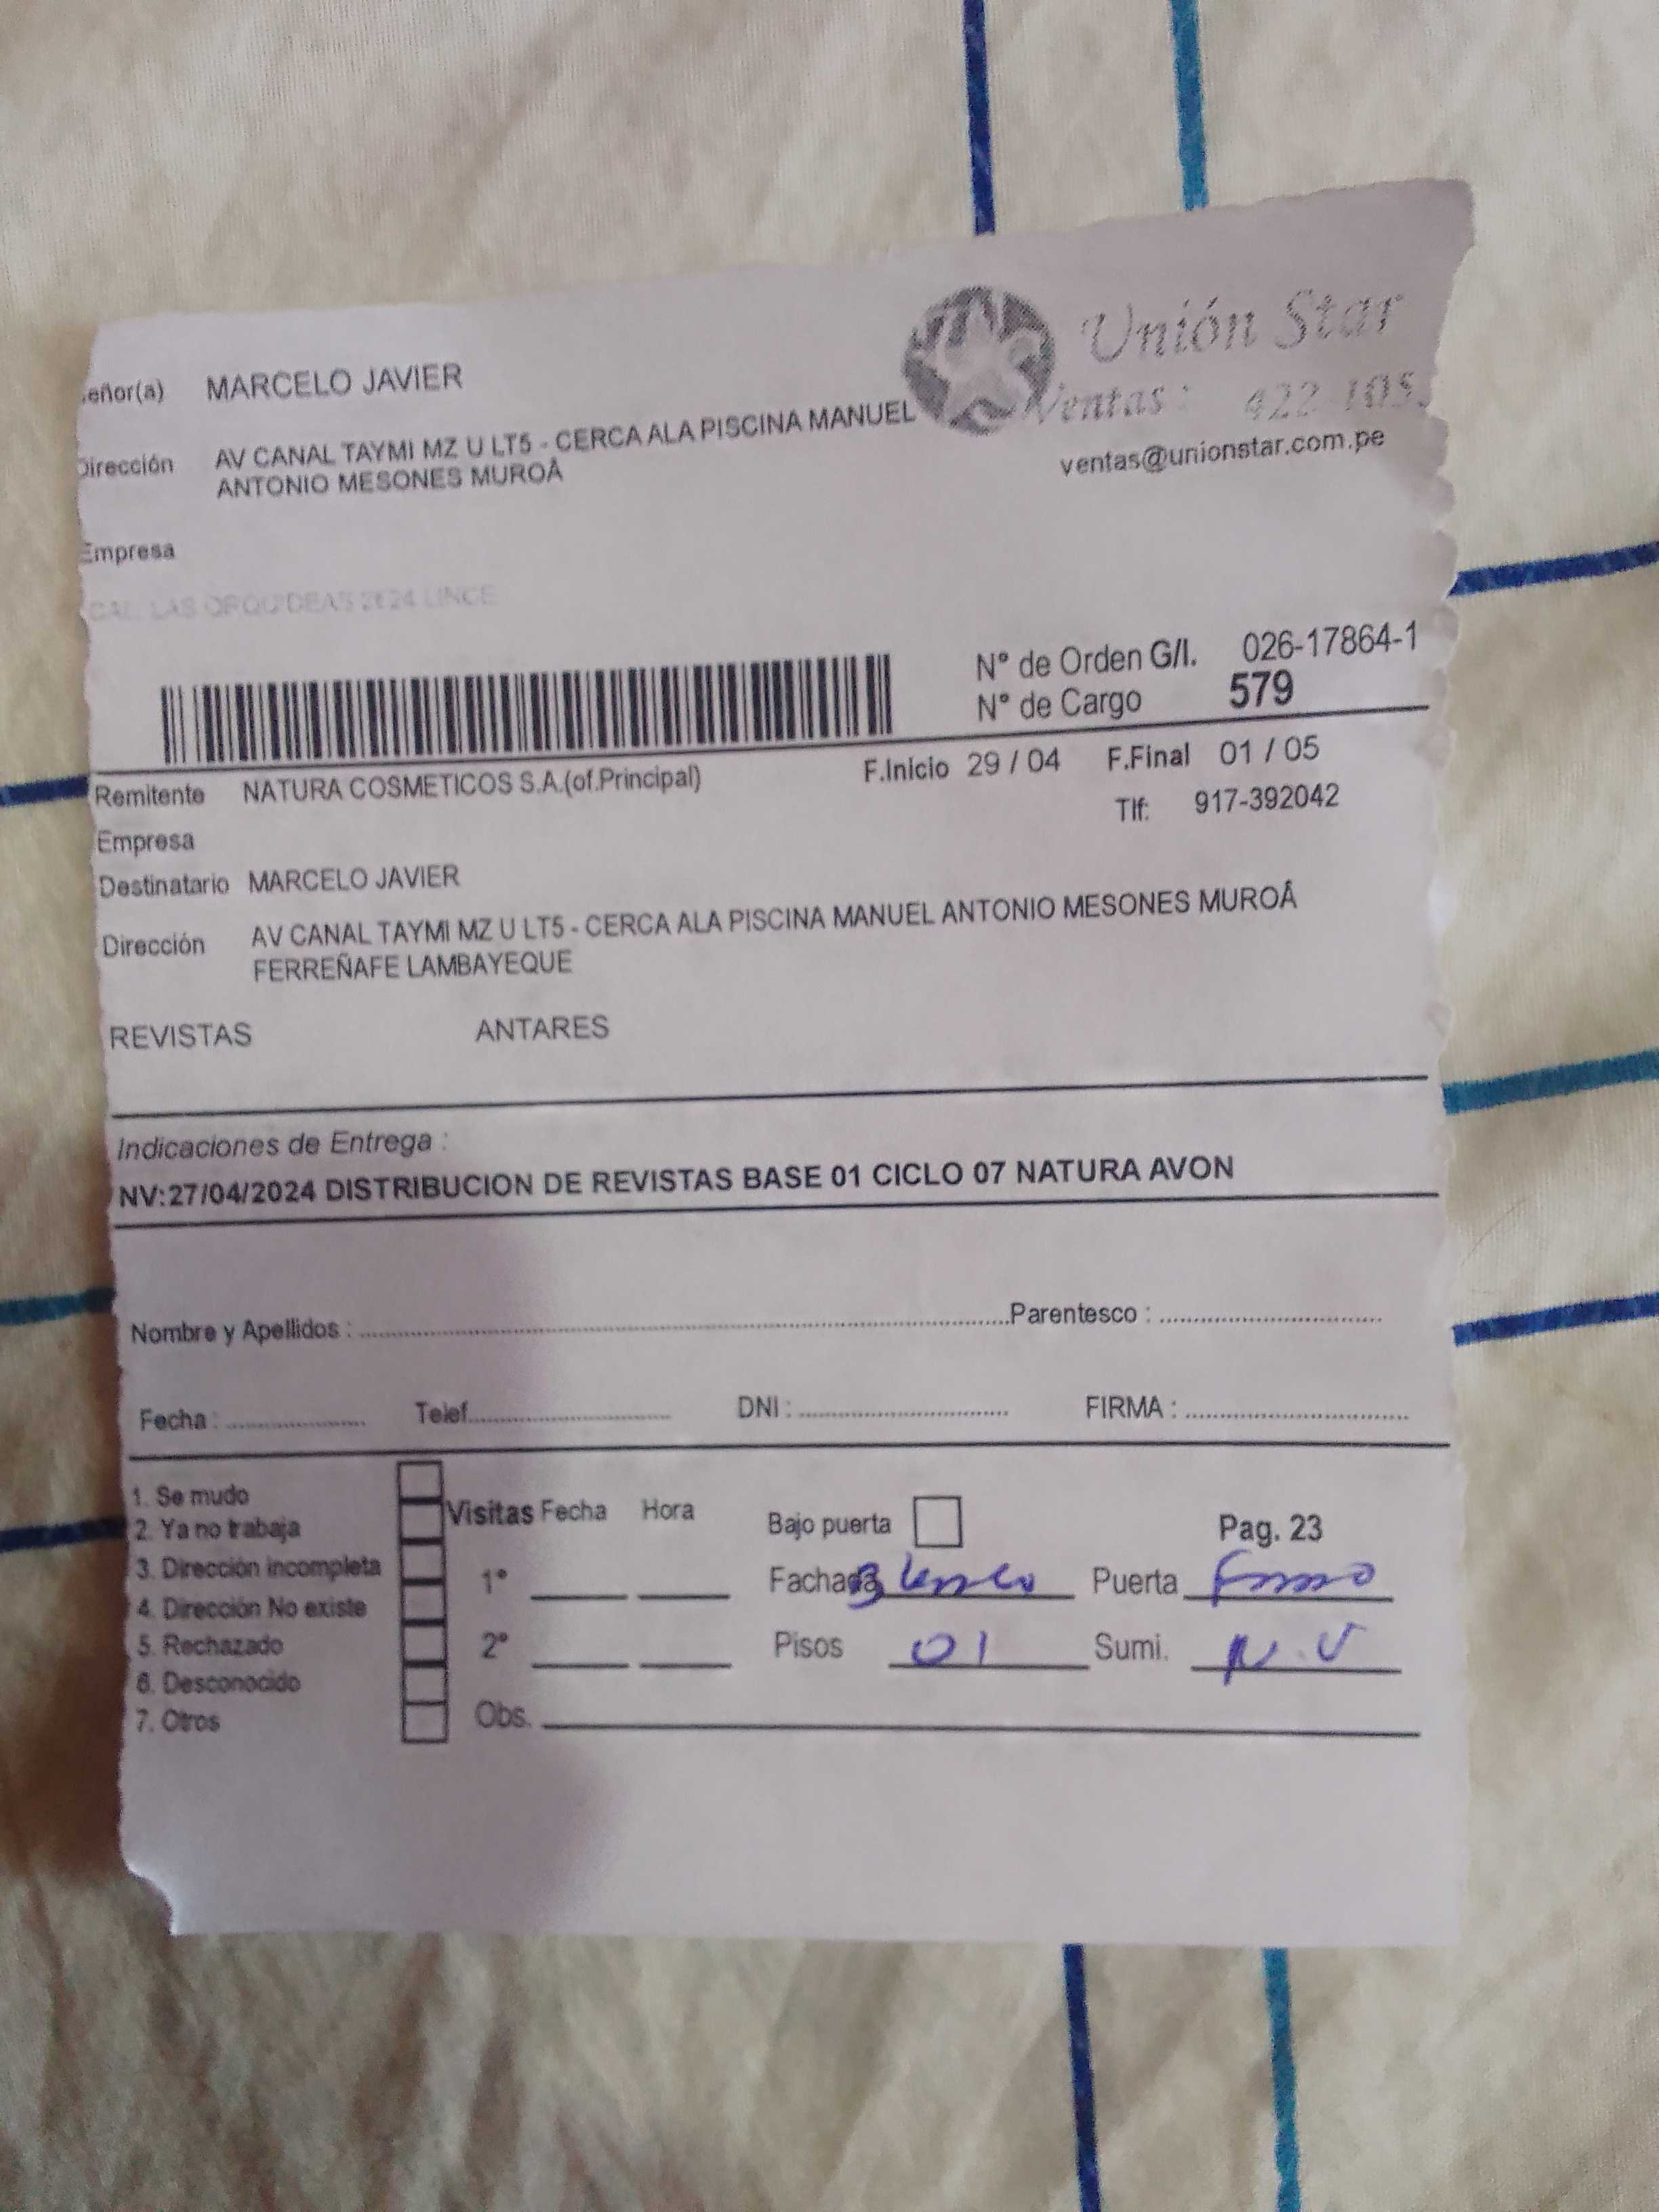 Unión Star
eñor(a) MARCELO JAVIER
Ventas : 422-105
Dirección AV CANAL TAYMI MZ U LT5 - CERCA ALA PISCINA MANUEL
ANTONIO MESONES MUROÂ
ventas@unionstar.com.pe
Empresa
CAL. LAS ORQUIDEAS 2624 LINCE
N° de Orden G/I. 026-17864-1
N° de Cargo 579
Remitente NATURA COSMETICOS S.A.(of.Principal) F.Inicio 29 / 04 F.Final 01 / 05
Tlf: 917-392042
Empresa
Destinatario MARCELO JAVIER
Dirección AV CANAL TAYMI MZ U LT5 - CERCA ALA PISCINA MANUEL ANTONIO MESONES MUROÂ
FERREÑAFE LAMBAYEQUE
REVISTAS ANTARES
Indicaciones de Entrega :
NV:27/04/2024 DISTRIBUCION DE REVISTAS BASE 01 CICLO 07 NATURA AVON
Nombre y Apellidos : Parentesco :
Fecha : Telef. DNI : FIRMA :
1. Se mudo
2. Ya no trabaja
3. Dirección incompleta
4. Dirección No existe
5. Rechazado
6. Desconocido
7. Otros
Visitas Fecha Hora
1°
2°
Obs.
Bajo puerta Pag. 23
Fachada Blanco Puerta
Pisos 01 Sumi. N.V